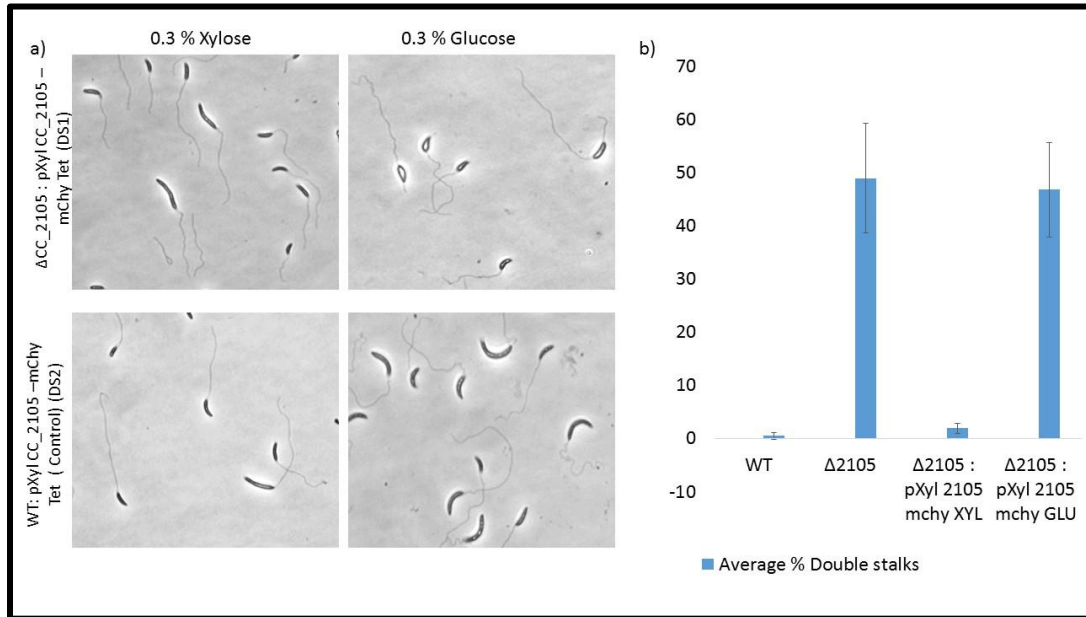 a)
0.3 % Xylose
0.3 % Glucose
ΔCC_2105 : pXyl CC_2105 –
mChy Tet (DS1)
WT: pXyl CC_2105 –mChy
Tet ( Control) (DS2)
b)
70
60
50
40
30
20
10
0
-10
WT
Δ2105
Δ2105 :
pXyl 2105
mchy XYL
Δ2105 :
pXyl 2105
mchy GLU
Average % Double stalks